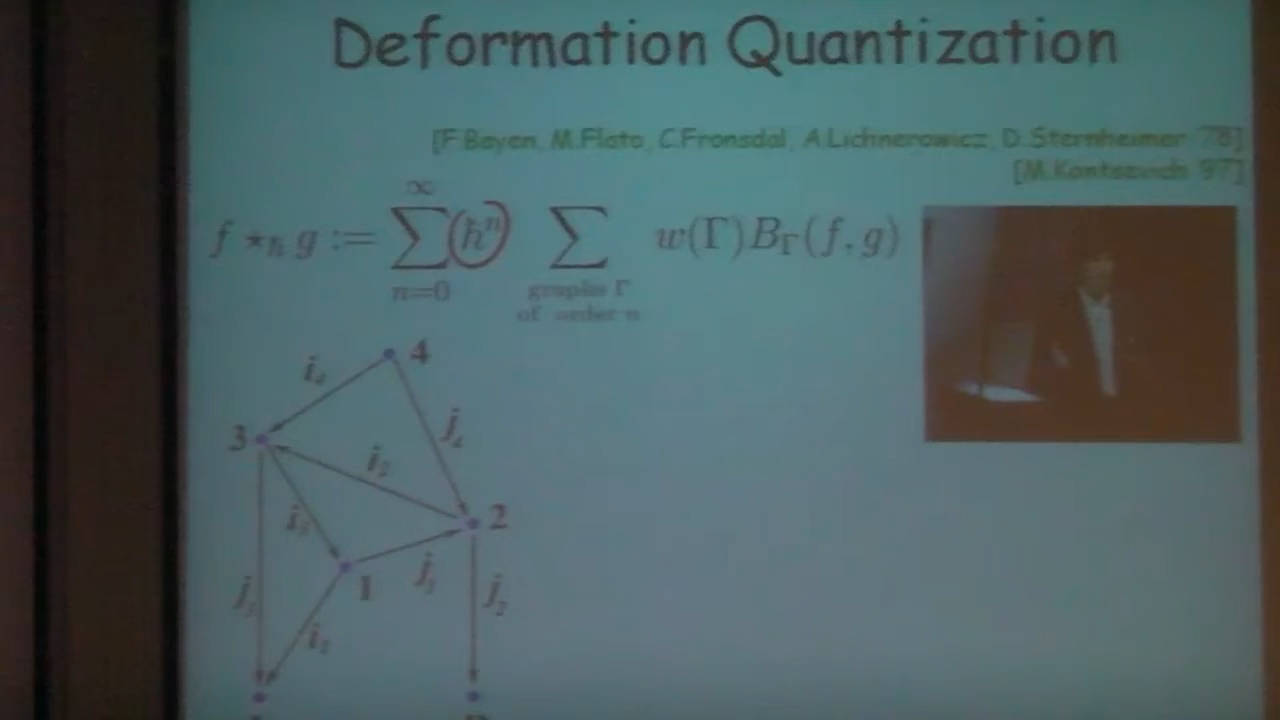 Deformation Quantization
[F.Bayen, M.Flato, C.Fronsdal, A.Lichnerowicz, D.Sternheimer '78]
[M.Kontsevich '97]
f ⋆ℏ g := ∑_{n=0}^{∞} ℏⁿ ∑_{graphs Γ of order n} w(Γ)B_Γ(f, g)
4
i₄
j₄
3
i₂
2
i₃
j₁
1
j₃
j₂